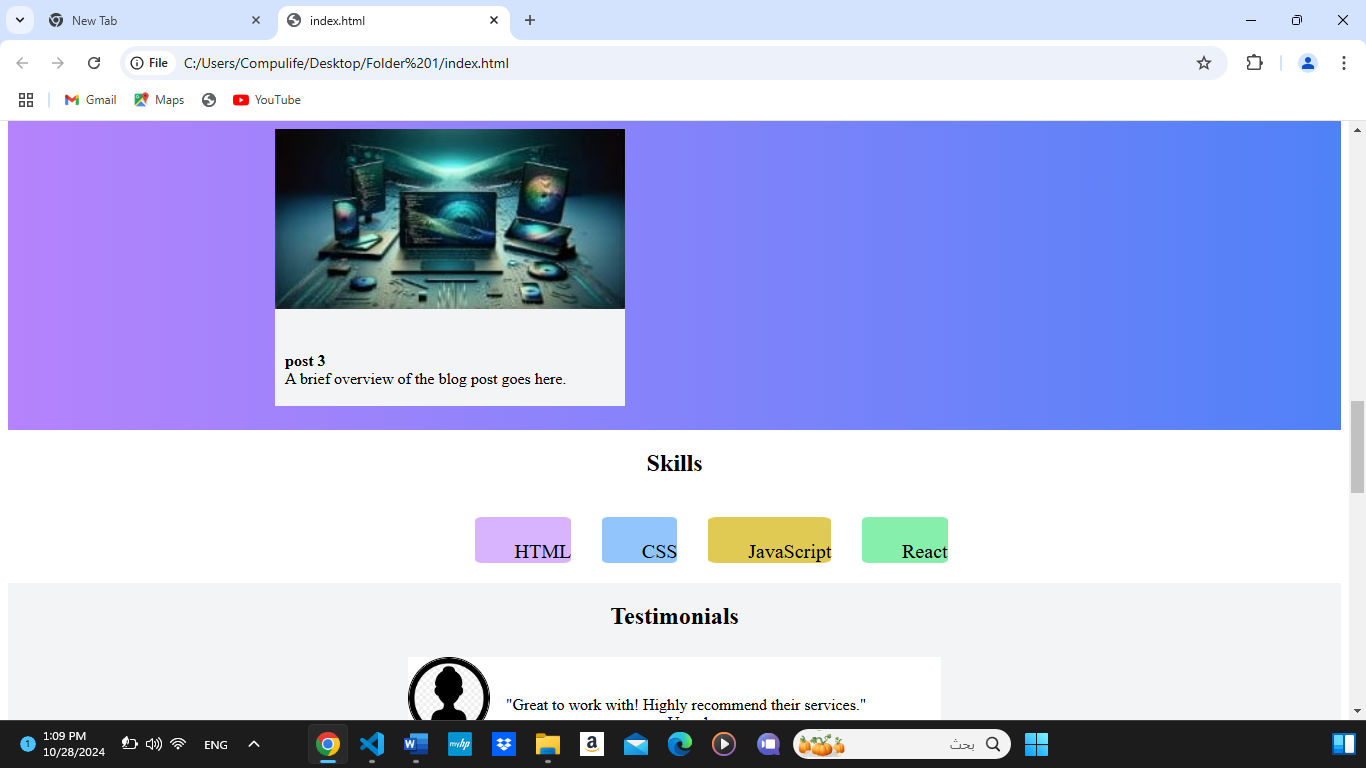 New Tab
index.html
File
C:/Users/Compulife/Desktop/Folder%201/index.html
Gmail
Maps
YouTube
post 3
A brief overview of the blog post goes here.
Skills
HTML
CSS
JavaScript
React
Testimonials
"Great to work with! Highly recommend their services."
1
1:09 PM
10/28/2024
ENG
W
myhp
a
بحث